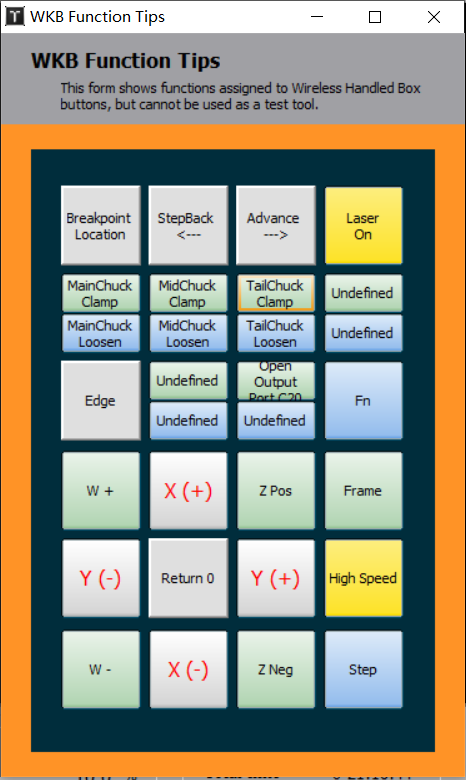 WKB Function Tips
WKB Function Tips
This form shows functions assigned to Wireless Handled Box
buttons, but cannot be used as a test tool.
Breakpoint
Location
StepBack
<---
Advance
--->
Laser
On
MainChuck
Clamp
MidChuck
Clamp
TailChuck
Clamp
Undefined
MainChuck
Loosen
MidChuck
Loosen
TailChuck
Loosen
Undefined
Edge
Undefined
Open
Output
Port C20
Fn
Undefined
Undefined
W +
X (+)
Z Pos
Frame
Y (-)
Return 0
Y (+)
High Speed
W -
X (-)
Z Neg
Step